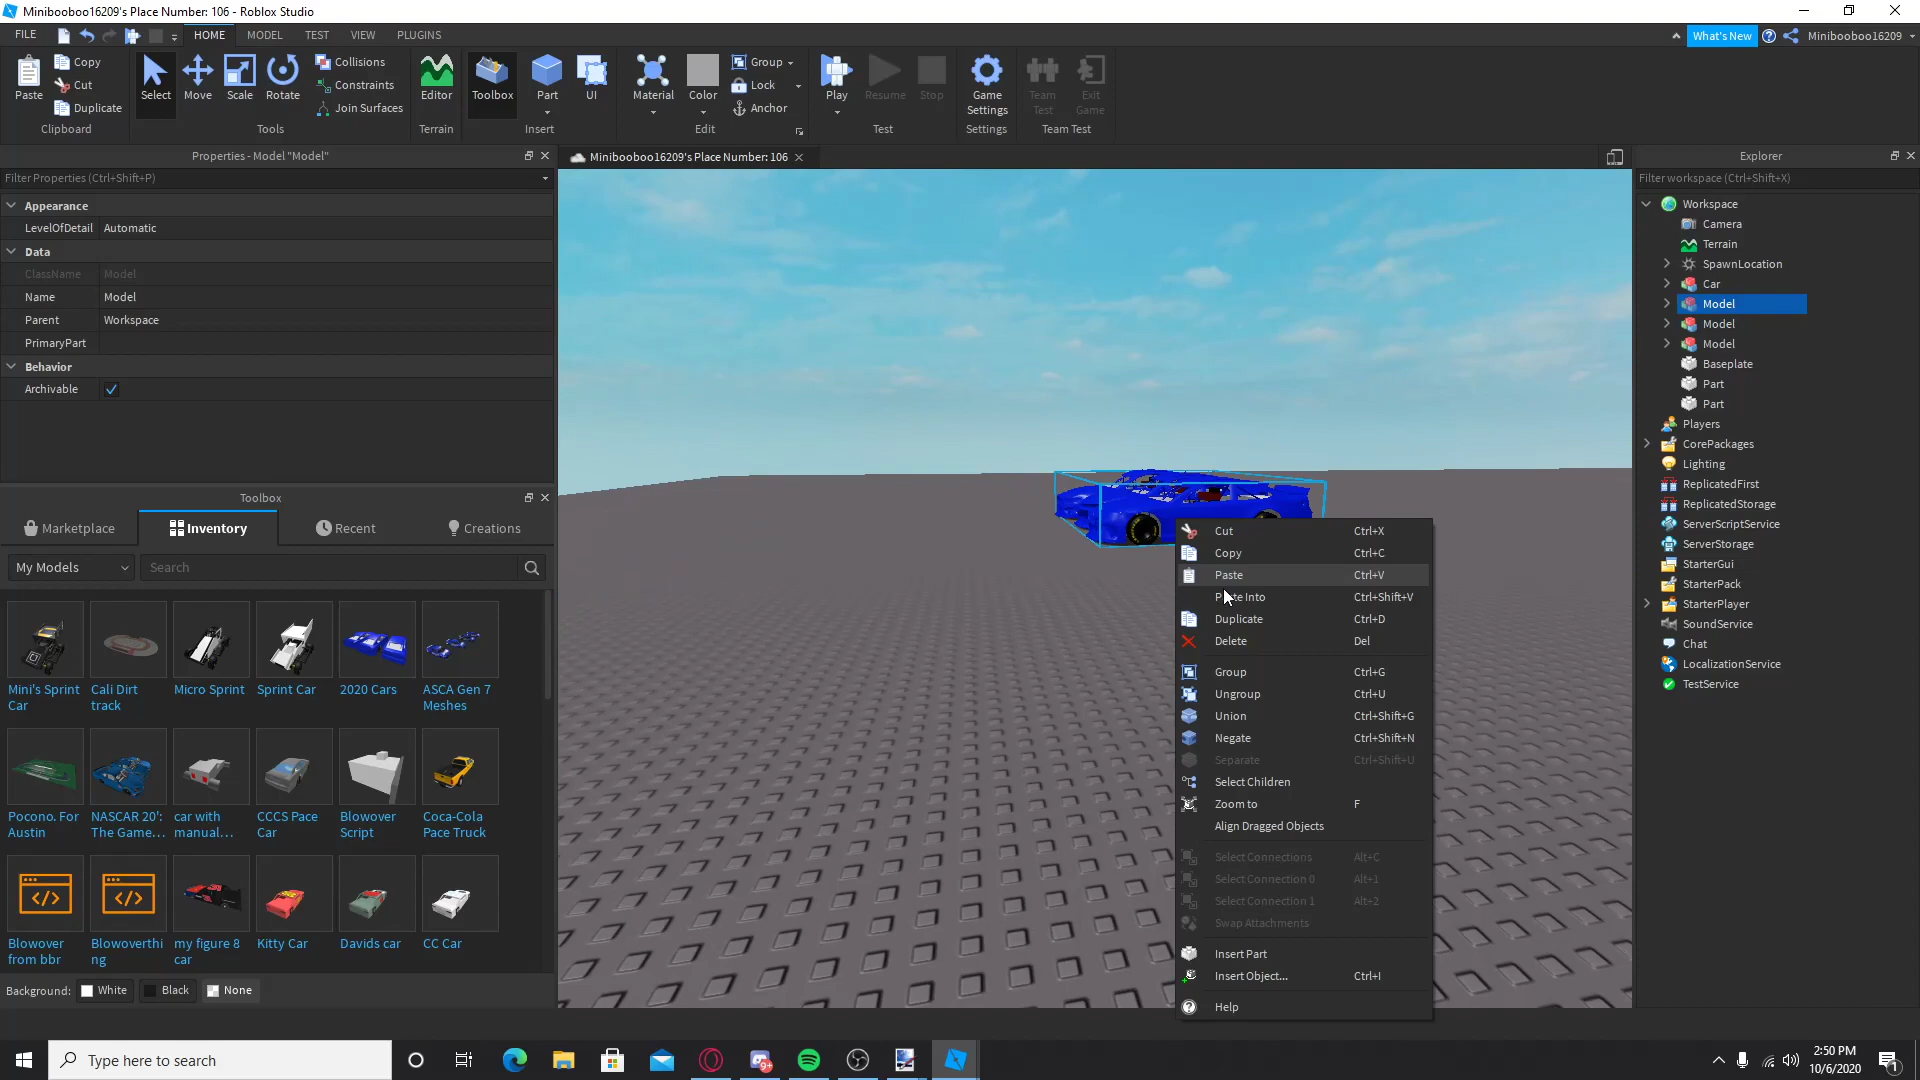 Minibooboo16209's Place Number: 106 - Roblox Studio
FILE HOME MODEL TEST VIEW PLUGINS What's New Minibooboo16209
Paste Copy Cut Duplicate Clipboard
Select Move Scale Rotate Collisions Constraints Join Surfaces Tools
Editor Terrain
Toolbox Part UI Insert
Material Color Group Lock Anchor Edit
Play Resume Stop Test
Game Settings Settings
Team Test Exit Game Team Test
Properties - Model "Model"
Filter Properties (Ctrl+Shift+P)
Appearance
LevelOfDetail Automatic
Data
ClassName Model
Name Model
Parent Workspace
PrimaryPart
Behavior
Archivable
Toolbox
Marketplace Inventory Recent Creations
My Models Search
Mini's Sprint Car
Cali Dirt track
Micro Sprint
Sprint Car
2020 Cars
ASCA Gen 7 Meshes
Pocono. For Austin
NASCAR 20': The Game...
car with manual...
CCCS Pace Car
Blowover Script
Coca-Cola Pace Truck
Blowover from bbr
Blowoverthing
my figure 8 car
Kitty Car
Davids car
CC Car
Background: White Black None
Minibooboo16209's Place Number: 106
Cut Ctrl+X
Copy Ctrl+C
Paste Ctrl+V
Into Ctrl+Shift+V
Duplicate Ctrl+D
Delete Del
Group Ctrl+G
Ungroup Ctrl+U
Union Ctrl+Shift+G
Negate Ctrl+Shift+N
Separate Ctrl+Shift+U
Select Children
Zoom to F
Align Dragged Objects
Select Connections Alt+C
Select Connection 0 Alt+1
Select Connection 1 Alt+2
Swap Attachments
Insert Part
Insert Object... Ctrl+I
Help
Explorer
Filter workspace (Ctrl+Shift+X)
Workspace
Camera
Terrain
SpawnLocation
Car
Model
Model
Model
Baseplate
Part
Part
Players
CorePackages
Lighting
ReplicatedFirst
ReplicatedStorage
ServerScriptService
ServerStorage
StarterGui
StarterPack
StarterPlayer
SoundService
Chat
LocalizationService
TestService
Type here to search
9+
2:50 PM
10/6/2020
1